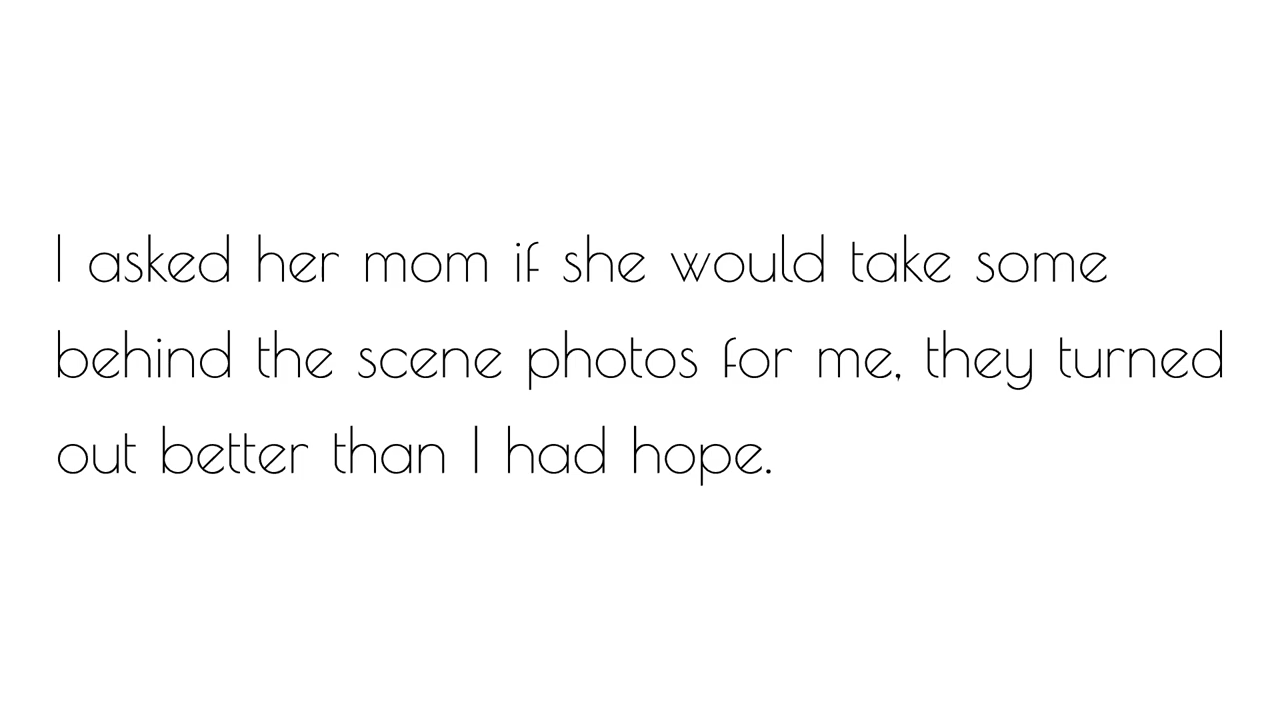 I asked her mom if she would take some
behind the scene photos for me, they turned
out better than I had hope.